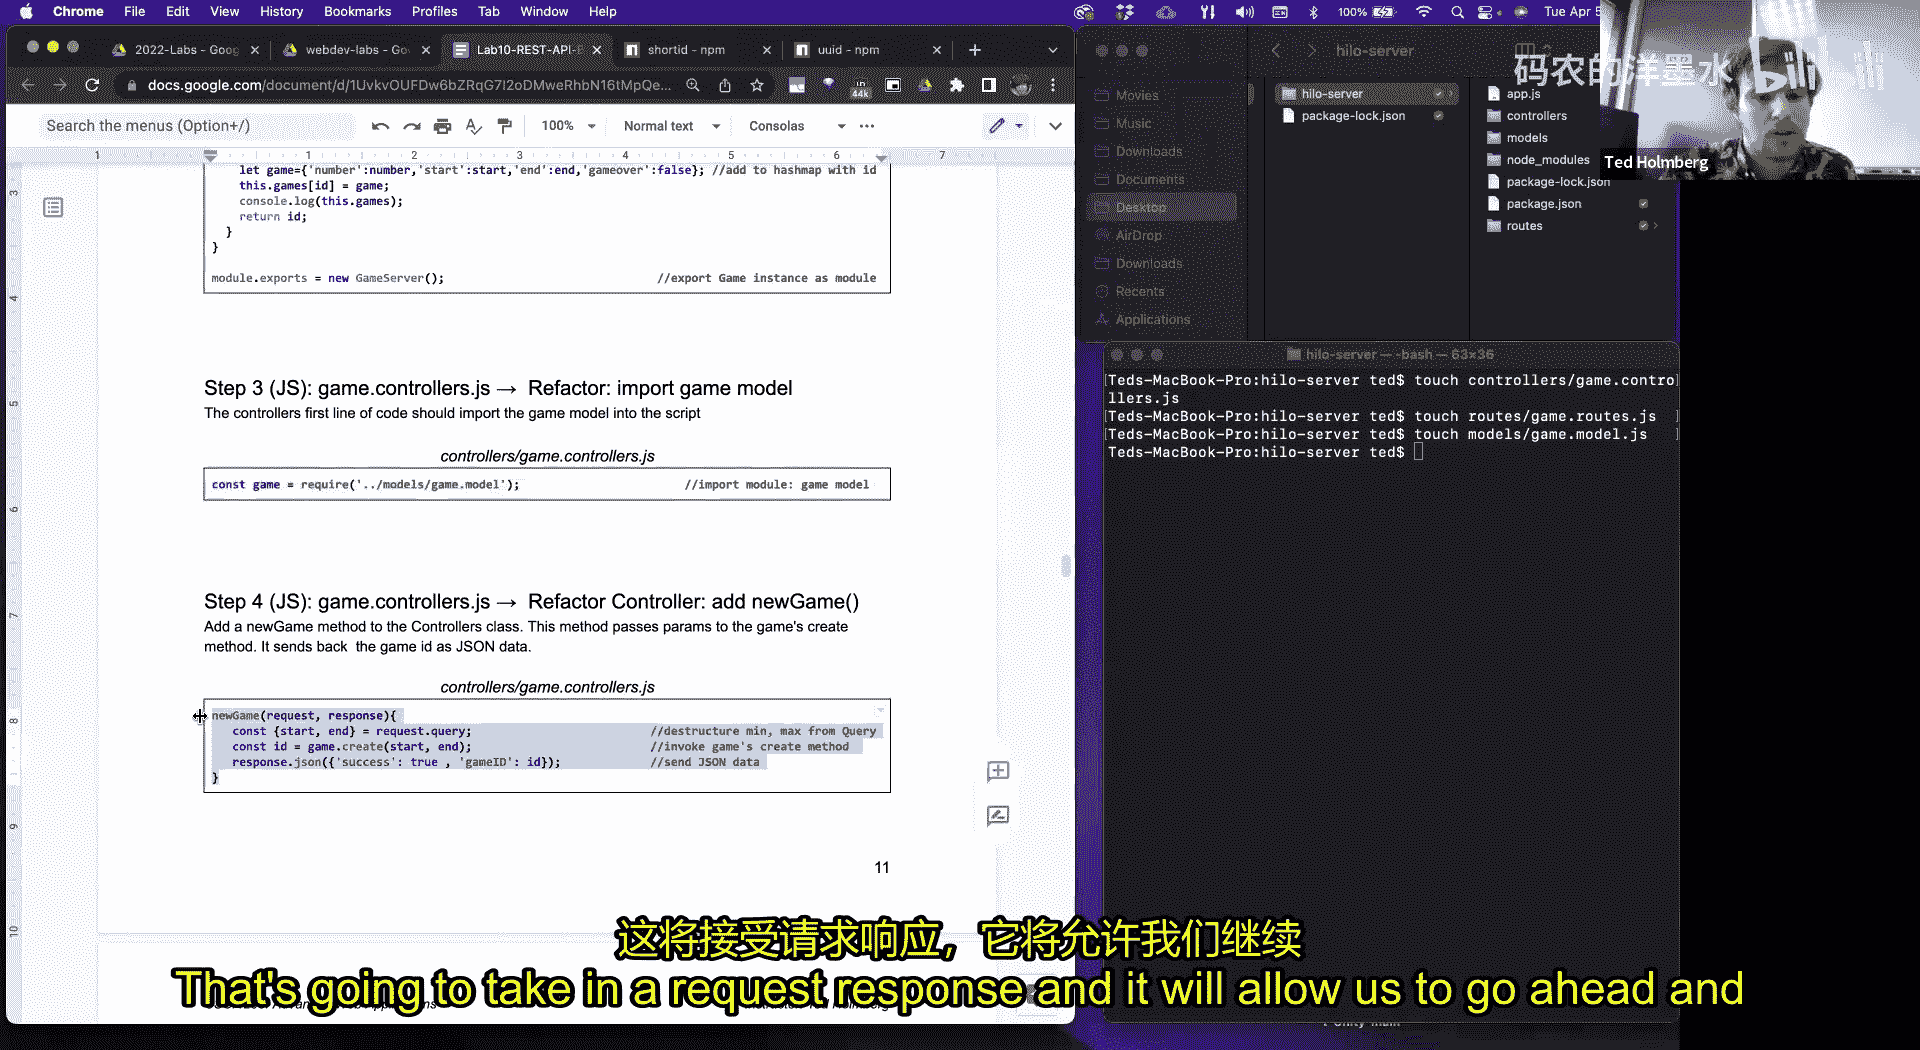 Chrome File Edit View History Bookmarks Profiles Tab Window Help
100% Tue Apr 5
2022-Labs - Goog
webdev-labs - Go
Lab10-REST-API-E
shortid - npm
uuid - npm
docs.google.com/document/d/1UvkvOUFDw6bZRqG7I2oDMweRhbN16tMpQe...
44k
Search the menus (Option+/)
100%
Normal text
Consolas
1 1 2 3 4 5 6 7
let game={'number':number,'start':start,'end':end,'gameover':false}; //add to hashmap with id
this.games[id] = game;
console.log(this.games);
return id;
}
}
module.exports = new GameServer(); //export Game instance as module
Step 3 (JS): game.controllers.js → Refactor: import game model
The controllers first line of code should import the game model into the script
controllers/game.controllers.js
const game = require('../models/game.model'); //import module: game model
Step 4 (JS): game.controllers.js → Refactor Controller: add newGame()
Add a newGame method to the Controllers class. This method passes params to the game's create
method. It sends back the game id as JSON data.
controllers/game.controllers.js
newGame(request, response){
const {start, end} = request.query; //destructure min, max from Query
const id = game.create(start, end); //invoke game's create method
response.json({'success': true , 'gameID': id}); //send JSON data
}
11
hilo-server
Movies
Music
Downloads
Documents
Desktop
AirDrop
Downloads
Recents
Applications
hilo-server
package-lock.json
app.js
controllers
models
node_modules
package-lock.json
package.json
routes
码农的洋墨水
bilibili
Ted Holmberg
hilo-server — -bash — 63×36
Teds-MacBook-Pro:hilo-server ted$ touch controllers/game.contro
llers.js
Teds-MacBook-Pro:hilo-server ted$ touch routes/game.routes.js
Teds-MacBook-Pro:hilo-server ted$ touch models/game.model.js
Teds-MacBook-Pro:hilo-server ted$
这将接受请求响应，它将允许我们继续
That's going to take in a request response and it will allow us to go ahead and